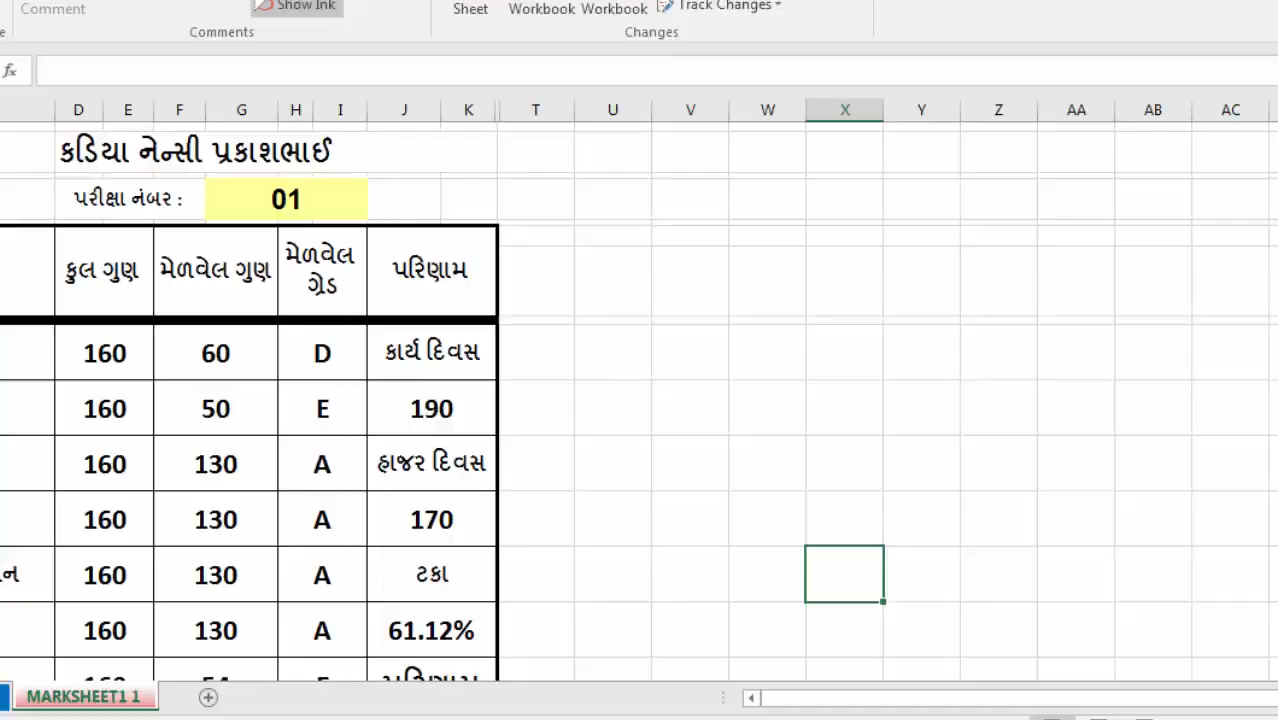 Comment Show Ink Sheet Workbook Workbook Track Changes
Comments Changes
fx
D E F G H I J K T U V W X Y Z AA AB AC
કડિયા નેન્સી પ્રકાશભાઈ
પરીક્ષા નંબર : 01
કુલ ગુણ મેળવેલ ગુણ મેળવેલ ગ્રેડ પરિણામ
160 60 D કાર્ય દિવસ
160 50 E 190
160 130 A હાજર દિવસ
160 130 A 170
160 130 A ટકા
160 130 A 61.12%
MARKSHEET1 1